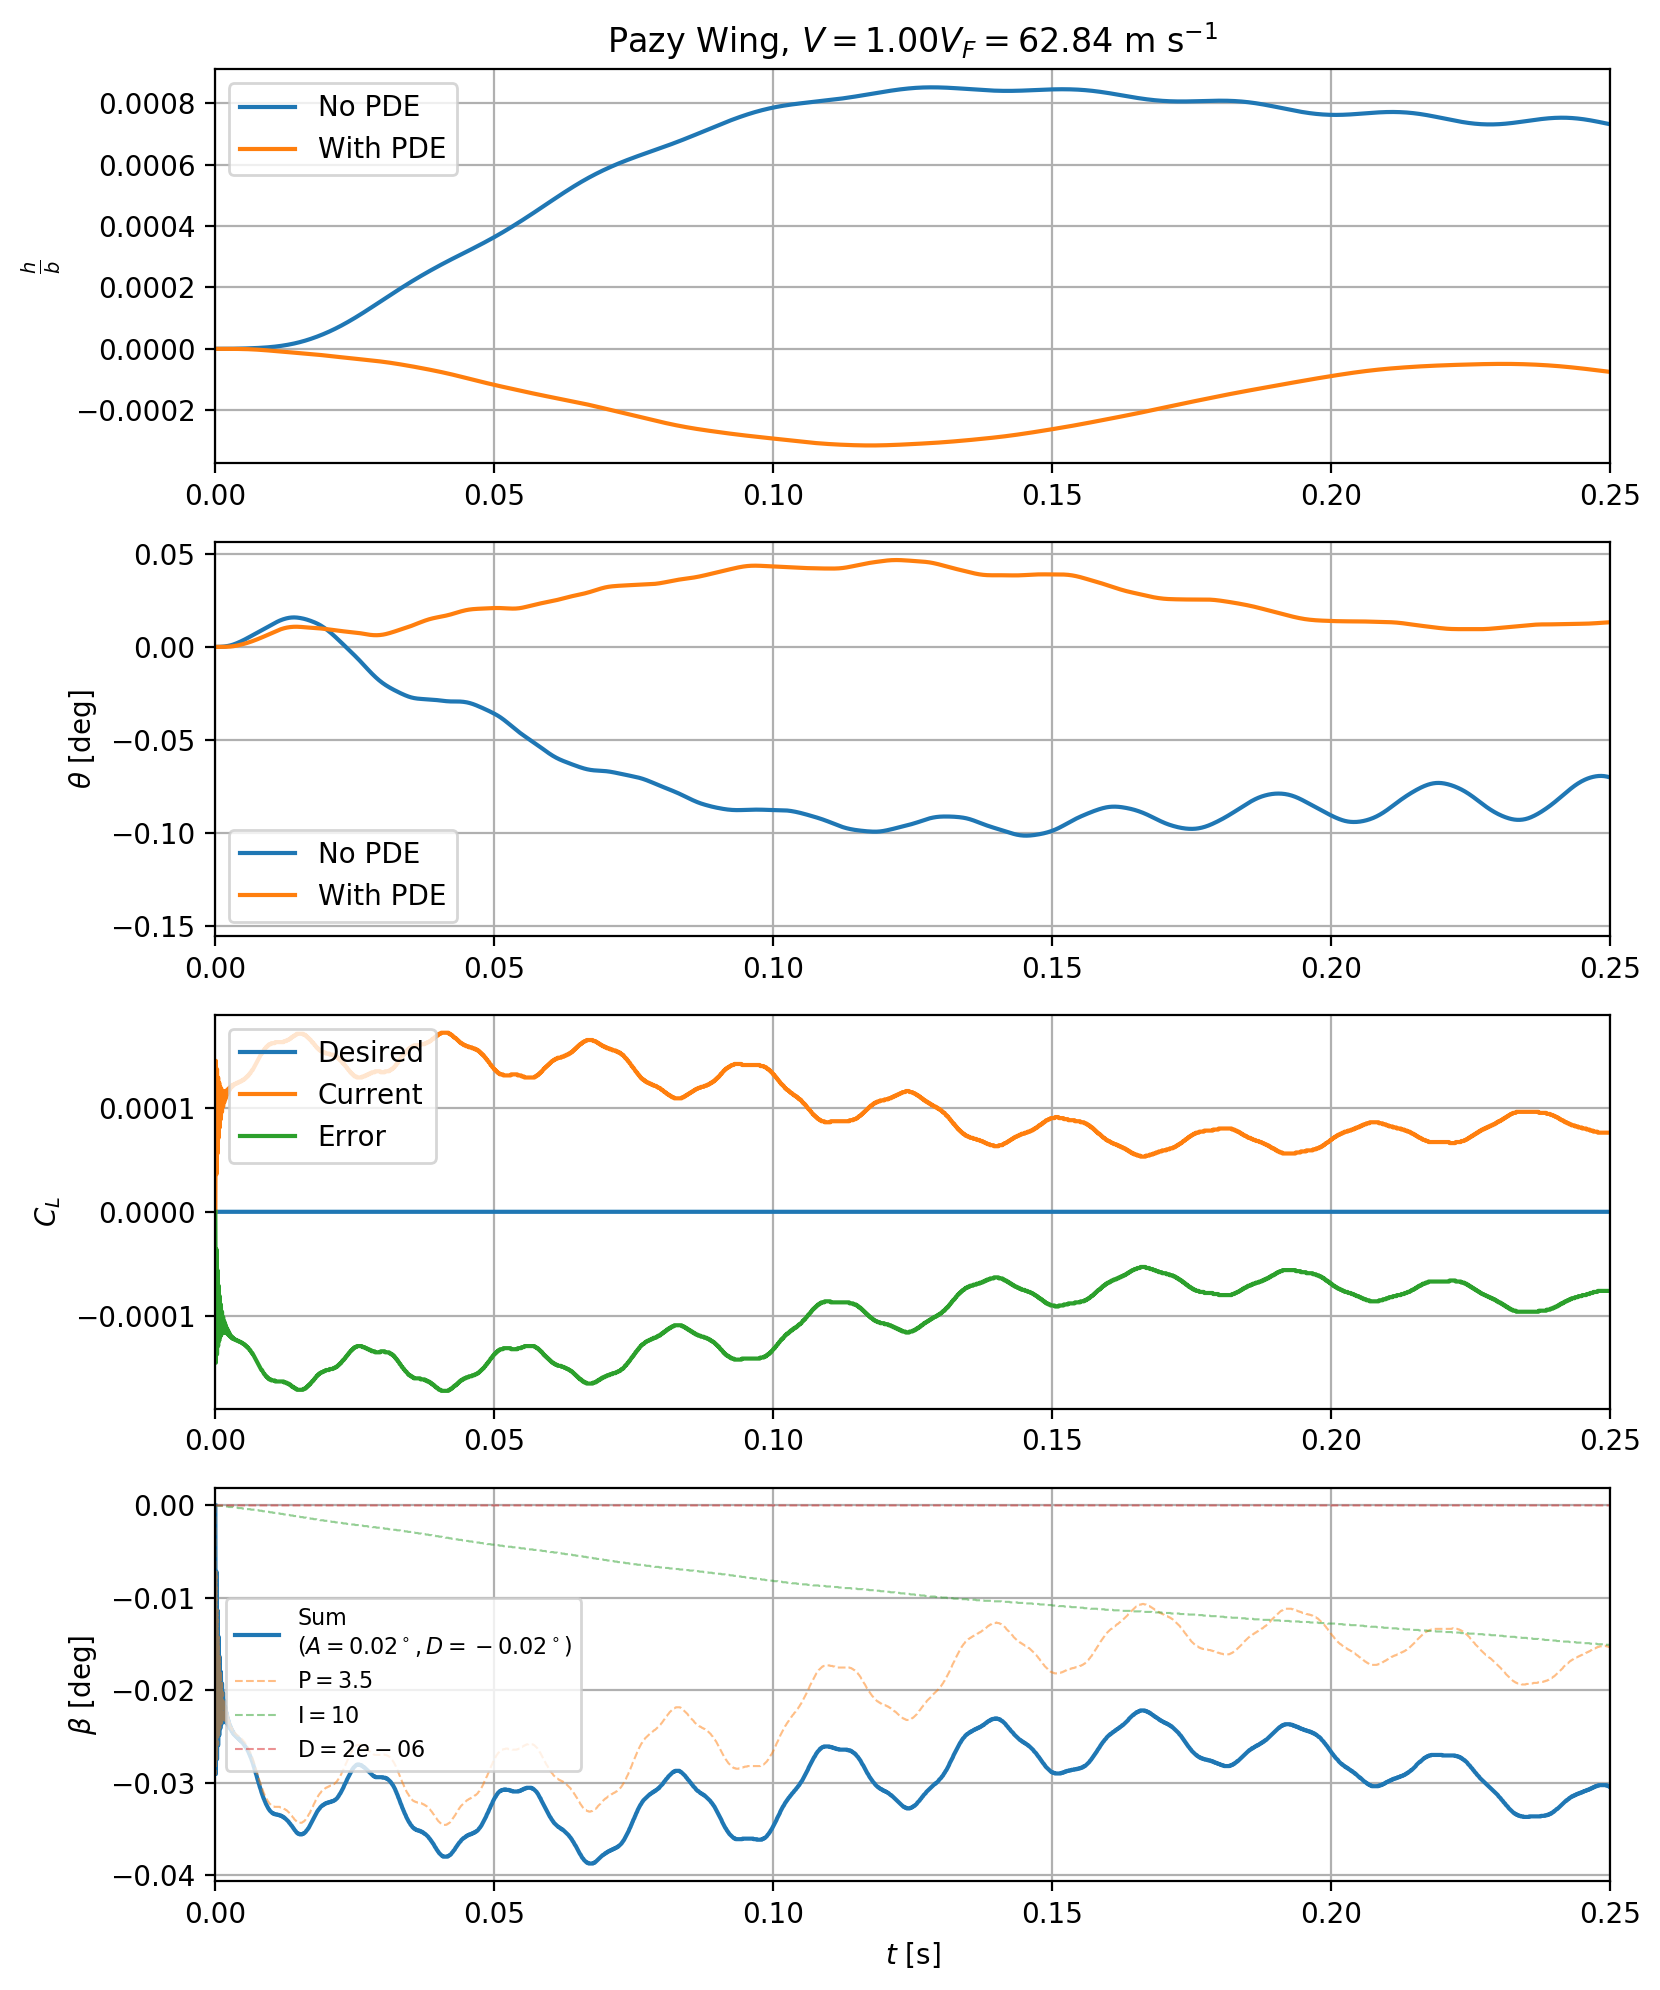 Pazy Wing, V = 1.00V_F = 62.84 m s⁻¹
0.0008
0.0006
0.0004
0.0002
0.0000
−0.0002
h/b
No PDE
With PDE
0.00 0.05 0.10 0.15 0.20 0.25
0.05
0.00
−0.05
−0.10
−0.15
θ [deg]
No PDE
With PDE
0.00 0.05 0.10 0.15 0.20 0.25
0.0001
0.0000
−0.0001
C_L
Desired
Current
Error
0.00 0.05 0.10 0.15 0.20 0.25
0.00
−0.01
−0.02
−0.03
−0.04
β [deg]
Sum
(A = 0.02°, D = −0.02°)
P = 3.5
I = 10
D = 2e − 06
0.00 0.05 0.10 0.15 0.20 0.25
t [s]